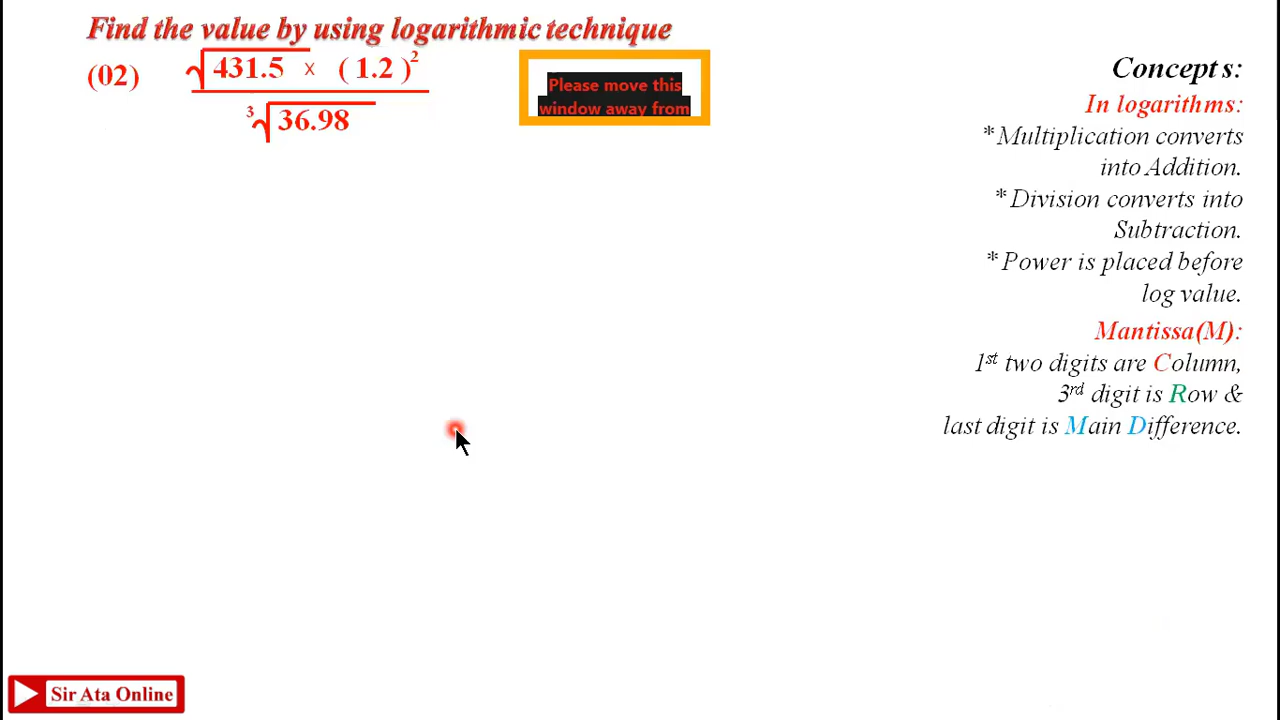 Find the value by using logarithmic technique
(02) √431.5 × ( 1.2 )²
³√36.98
Please move this
window away from
Concept s:
In logarithms:
* Multiplication converts
into Addition.
* Division converts into
Subtraction.
* Power is placed before
log value.
Mantissa(M):
1st two digits are Column,
3rd digit is Row &
last digit is Main Difference.
Sir Ata Online